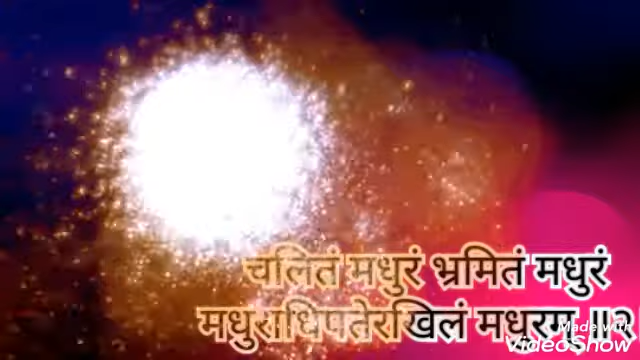 चलितं मधुरं भ्रमितं मधुरं
मधुराधिपतेरखिलं मधुरम् ॥२
Made with
VideoShow